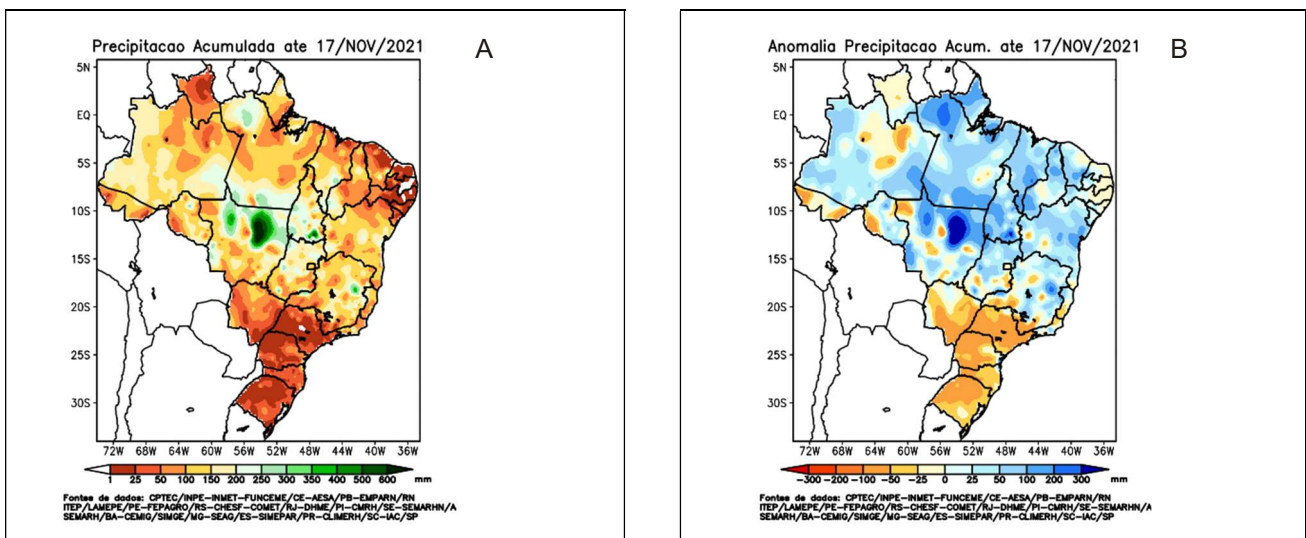 Precipitacao Acumulada ate 17/NOV/2021
A
5N
EQ
5S
10S
15S
20S
25S
30S
72W 68W 64W 60W 56W 52W 48W 44W 40W 36W
1 25 50 100 150 200 250 300 350 400 500 600 mm
Fontes de dados: CPTEC/INPE-INMET-FUNCEME/CE-AESA/PB-EMPARN/RN
ITEP/LAMEPE/PE-FEPAGRO/RS-CHESF-COMET/RJ-DHME/PI-CMRH/SE-SEMARHN/A
SEMARH/BA-CEMIG/SIMGE/MG-SEAG/ES-SIMEPAR/PR-CLIMERH/SC-IAC/SP
Anomalia Precipitacao Acum. ate 17/NOV/2021
B
5N
EQ
5S
10S
15S
20S
25S
30S
72W 68W 64W 60W 56W 52W 48W 44W 40W 36W
-300 -200 -100 -50 -25 0 25 50 100 200 300 mm
Fontes de dados: CPTEC/INPE-INMET-FUNCEME/CE-AESA/PB-EMPARN/RN
ITEP/LAMEPE/PE-FEPAGRO/RS-CHESF-COMET/RJ-DHME/PI-CMRH/SE-SEMARHN/A
SEMARH/BA-CEMIG/SIMGE/MG-SEAG/ES-SIMEPAR/PR-CLIMERH/SC-IAC/SP